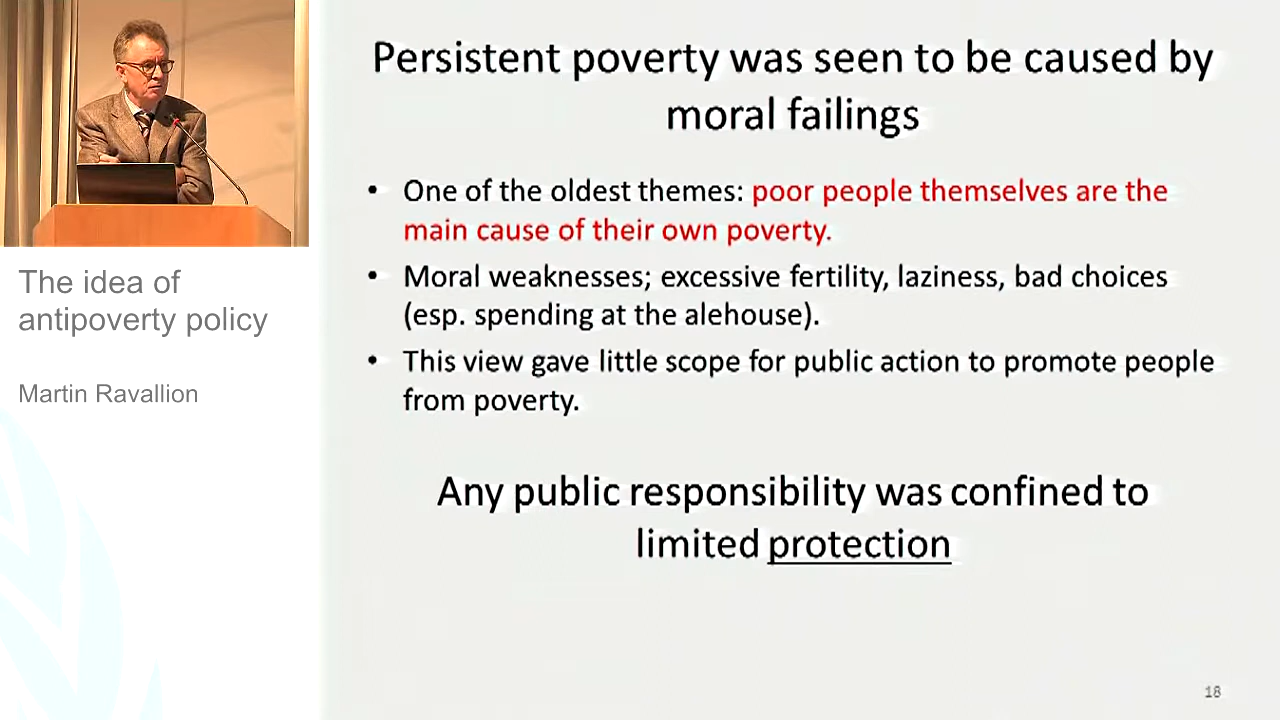 The idea of
antipoverty policy
Martin Ravallion
Persistent poverty was seen to be caused by
moral failings
• One of the oldest themes: poor people themselves are the
main cause of their own poverty.
• Moral weaknesses; excessive fertility, laziness, bad choices
(esp. spending at the alehouse).
• This view gave little scope for public action to promote people
from poverty.
Any public responsibility was confined to
limited protection
18